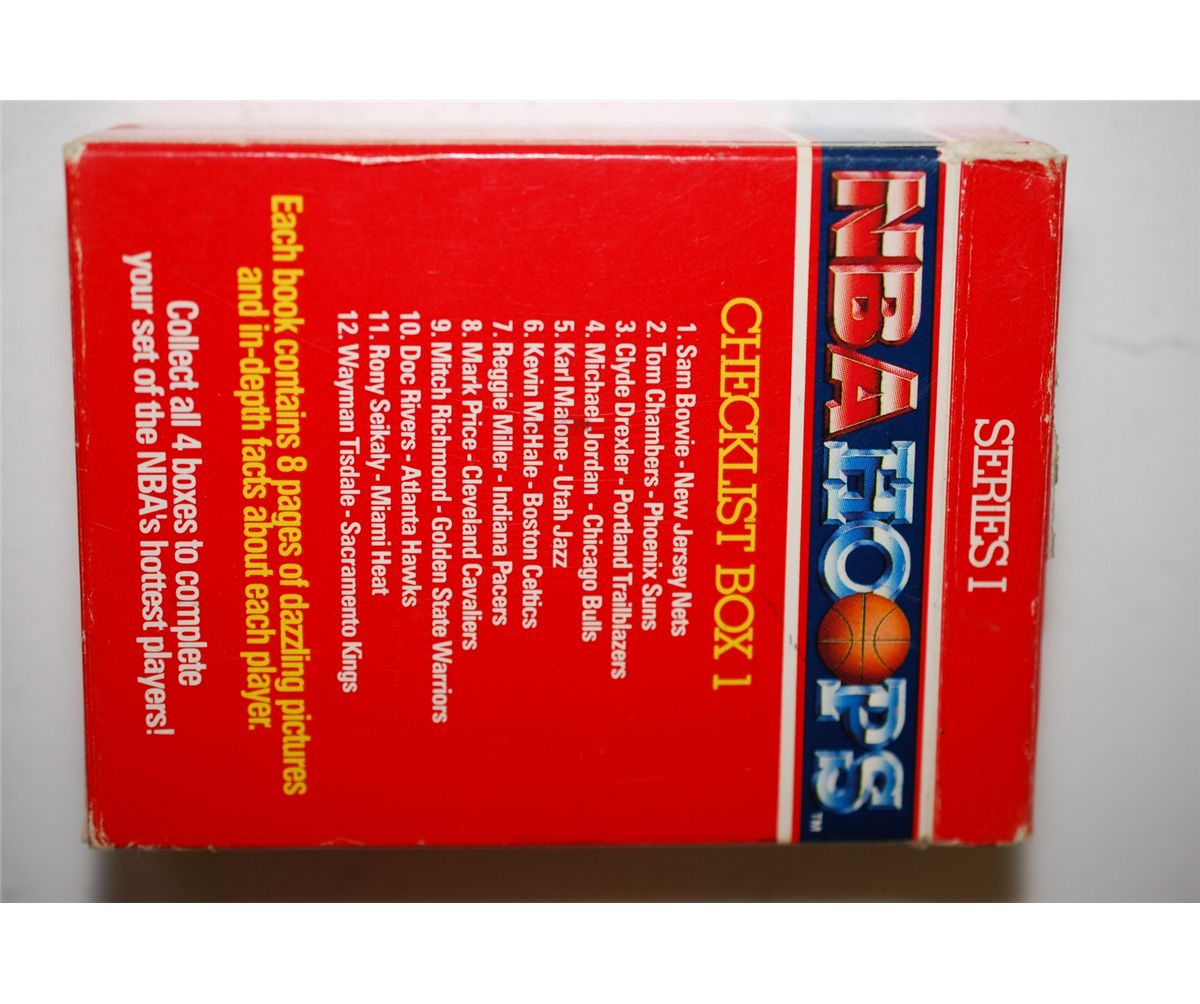 SERIES I
NBA HOOPS™
CHECKLIST BOX 1
1. Sam Bowie - New Jersey Nets
2. Tom Chambers - Phoenix Suns
3. Clyde Drexler - Portland Trailblazers
4. Michael Jordan - Chicago Bulls
5. Karl Malone - Utah Jazz
6. Kevin McHale - Boston Celtics
7. Reggie Miller - Indiana Pacers
8. Mark Price - Cleveland Cavaliers
9. Mitch Richmond - Golden State Warriors
10. Doc Rivers - Atlanta Hawks
11. Rony Seikaly - Miami Heat
12. Wayman Tisdale - Sacramento Kings
Each book contains 8 pages of dazzling pictures
and in-depth facts about each player.
Collect all 4 boxes to complete
your set of the NBA's hottest players!